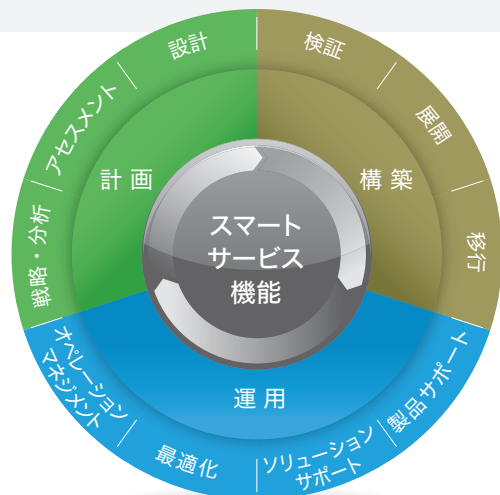 設計
アセスメント
戦略・分析
計画
検証
展開
移行
構築
スマート
サービス
機能
運用
オペレーション
マネジメント
最適化
ソリューション
サポート
製品サポート